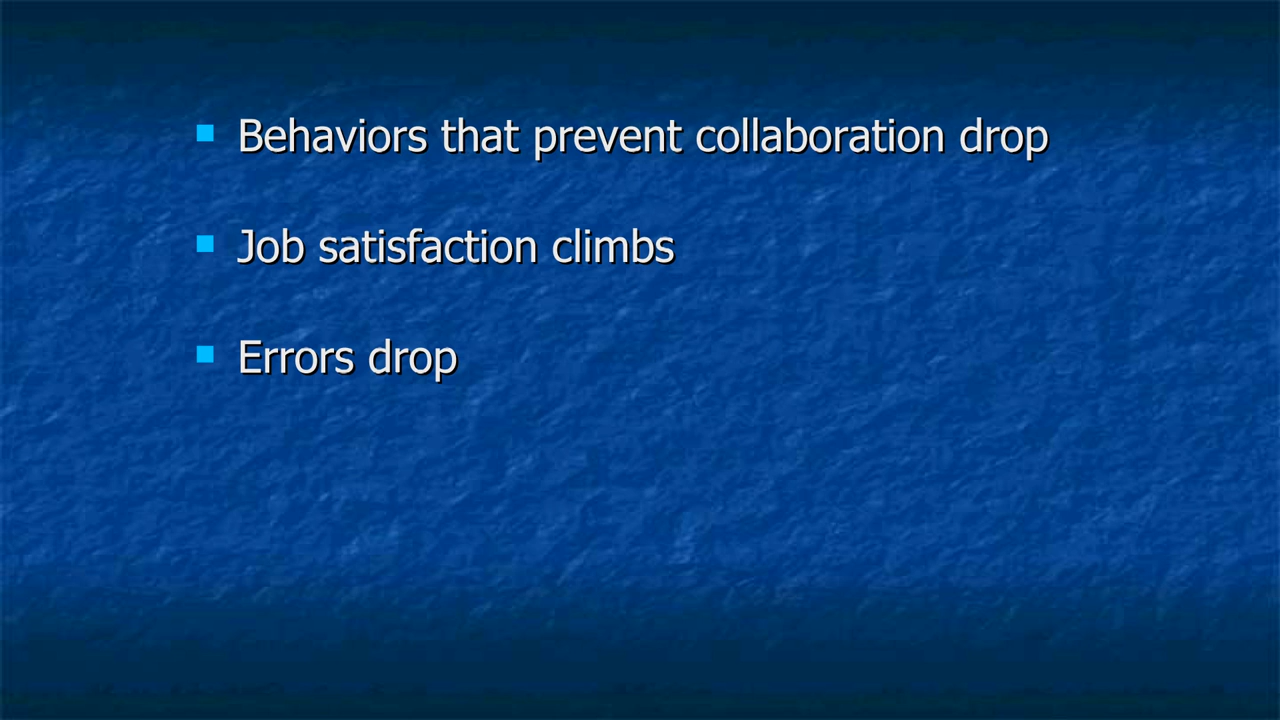 Behaviors that prevent collaboration drop
Job satisfaction climbs
Errors drop